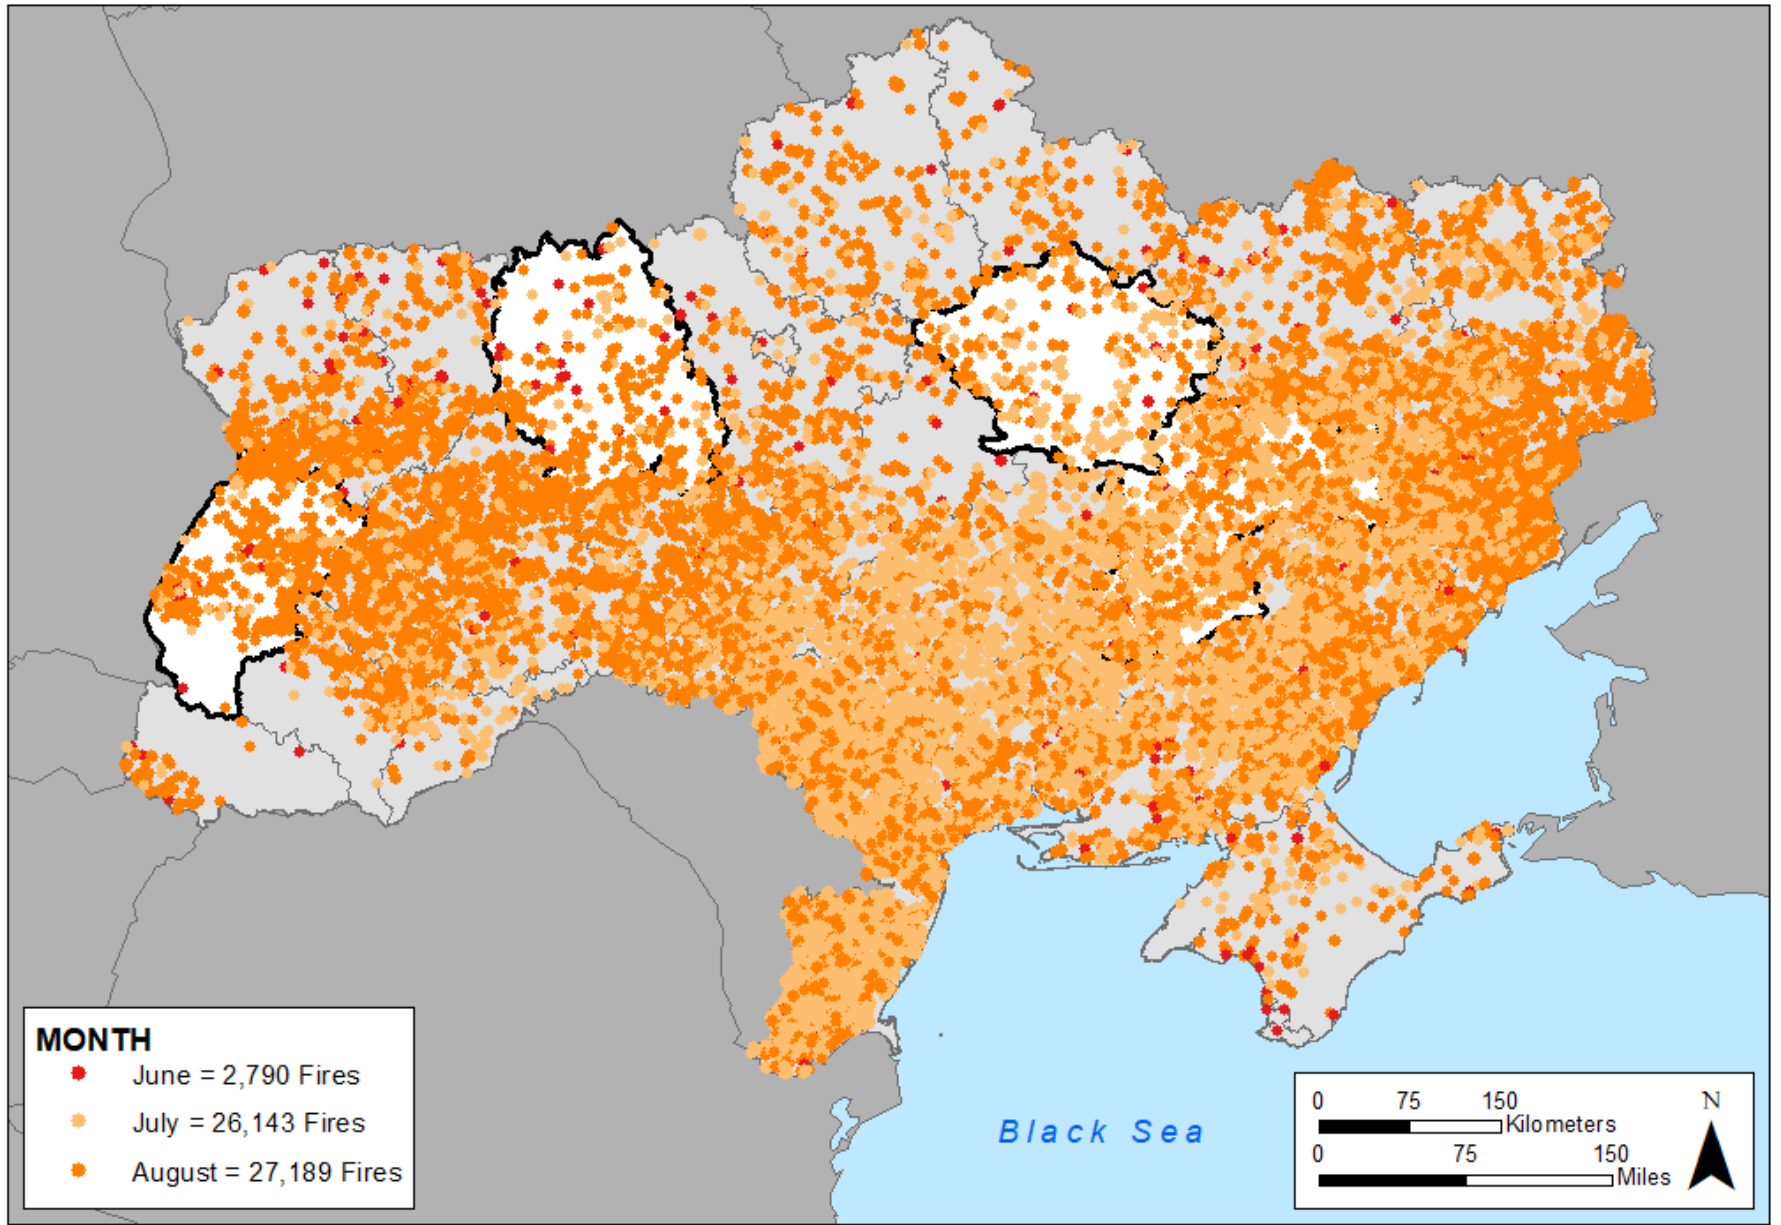 Black Sea
MONTH
June = 2,790 Fires
July = 26,143 Fires
August = 27,189 Fires
0 75 150
Kilometers
0 75 150
Miles
N